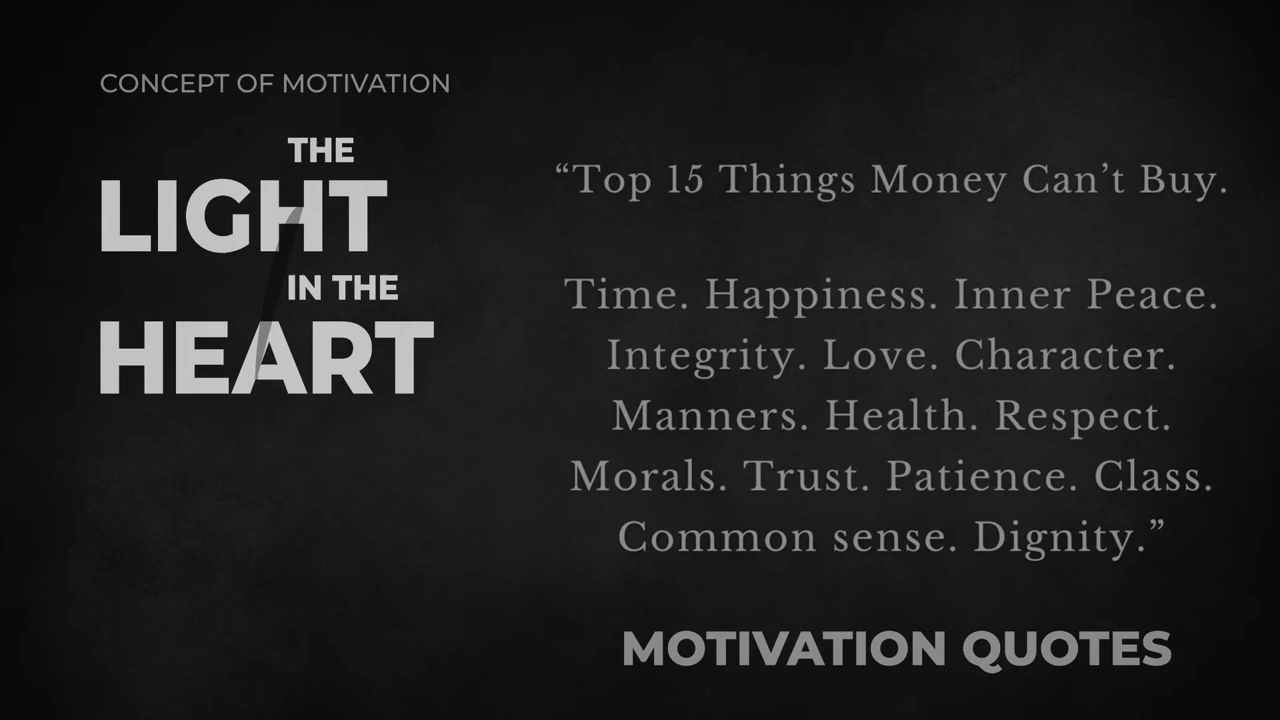 CONCEPT OF MOTIVATION
THE
LIGHT
IN THE
HEART
“Top 15 Things Money Can’t Buy.
Time. Happiness. Inner Peace.
Integrity. Love. Character.
Manners. Health. Respect.
Morals. Trust. Patience. Class.
Common sense. Dignity.”
MOTIVATION QUOTES